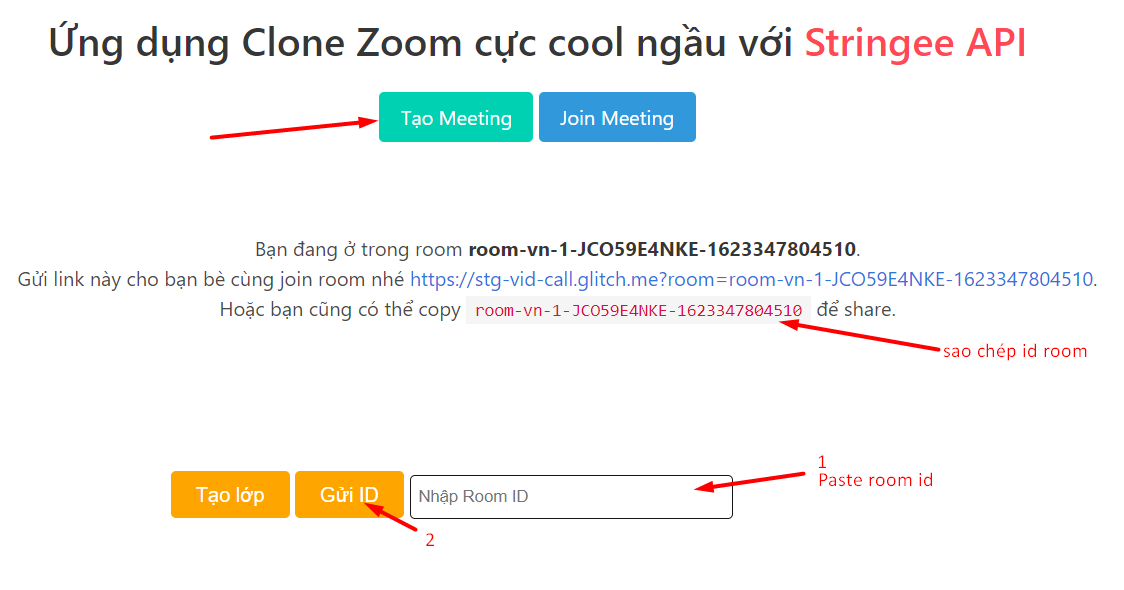 Ứng dụng Clone Zoom cực cool ngầu với Stringee API
Tạo Meeting
Join Meeting
Bạn đang ở trong room room-vn-1-JCO59E4NKE-1623347804510.
Gửi link này cho bạn bè cùng join room nhé https://stg-vid-call.glitch.me?room=room-vn-1-JCO59E4NKE-1623347804510.
Hoặc bạn cũng có thể copy room-vn-1-JCO59E4NKE-1623347804510 để share.
sao chép id room
1
Paste room id
Tạo lớp
Gửi ID
Nhập Room ID
2